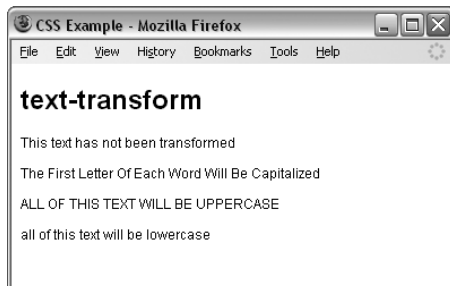 CSS Example - Mozilla Firefox
File Edit View History Bookmarks Tools Help
text-transform
This text has not been transformed
The First Letter Of Each Word Will Be Capitalized
ALL OF THIS TEXT WILL BE UPPERCASE
all of this text will be lowercase